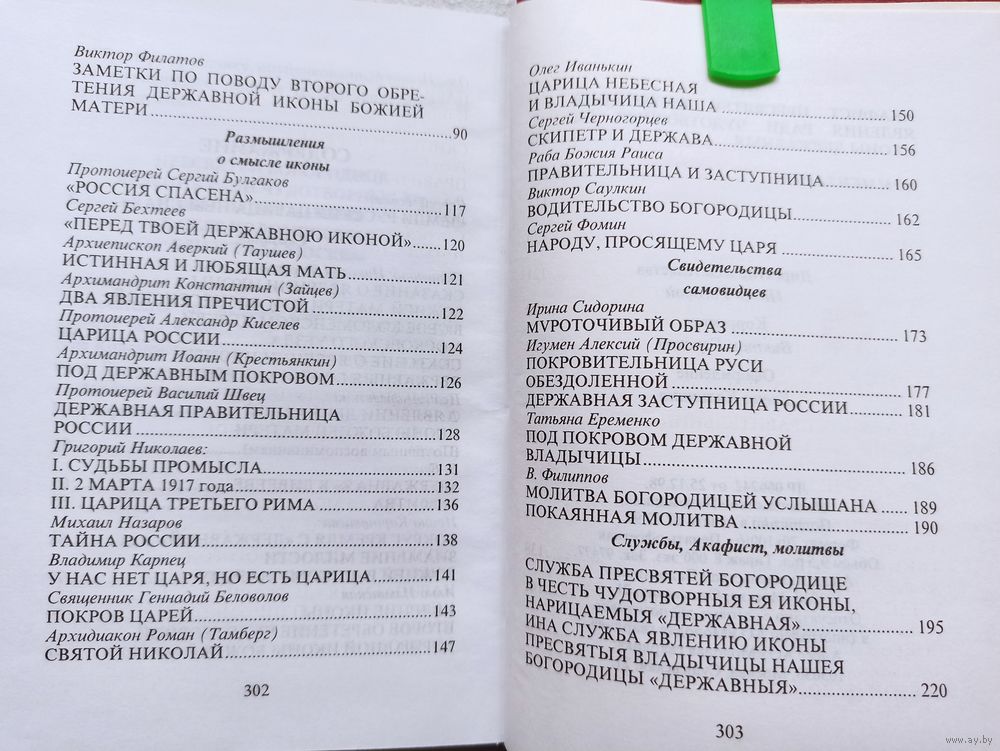 Виктор Филатов
ЗАМЕТКИ ПО ПОВОДУ ВТОРОГО ОБРЕ-
ТЕНИЯ ДЕРЖАВНОЙ ИКОНЫ БОЖИЕЙ
МАТЕРИ 90
Размышления
о смысле иконы
Протоиерей Сергий Булгаков
«РОССИЯ СПАСЕНА» 117
Сергей Бехтеев
«ПЕРЕД ТВОЕЙ ДЕРЖАВНОЮ ИКОНОЙ» 120
Архиепископ Аверкий (Таушев)
ИСТИННАЯ И ЛЮБЯЩАЯ МАТЬ 121
Архимандрит Константин (Зайцев)
ДВА ЯВЛЕНИЯ ПРЕЧИСТОЙ 122
Протоиерей Александр Киселев
ЦАРИЦА РОССИИ 124
Архимандрит Иоанн (Крестьянкин)
ПОД ДЕРЖАВНЫМ ПОКРОВОМ 126
Протоиерей Василий Швец
ДЕРЖАВНАЯ ПРАВИТЕЛЬНИЦА
РОССИИ 128
Григорий Николаев:
I. СУДЬБЫ ПРОМЫСЛА 131
II. 2 МАРТА 1917 года 132
III. ЦАРИЦА ТРЕТЬЕГО РИМА 136
Михаил Назаров
ТАЙНА РОССИИ 138
Владимир Карпец
У НАС НЕТ ЦАРЯ, НО ЕСТЬ ЦАРИЦА 141
Священник Геннадий Беловолов
ПОКРОВ ЦАРЕЙ 143
Архидиакон Роман (Тамберг)
СВЯТОЙ НИКОЛАЙ 147
302
Олег Иванькин
ЦАРИЦА НЕБЕСНАЯ
И ВЛАДЫЧИЦА НАША 150
Сергей Черногорцев
СКИПЕТР И ДЕРЖАВА 156
Раба Божия Раиса
ПРАВИТЕЛЬНИЦА И ЗАСТУПНИЦА 160
Виктор Саулкин
ВОДИТЕЛЬСТВО БОГОРОДИЦЫ 162
Сергей Фомин
НАРОДУ, ПРОСЯЩЕМУ ЦАРЯ 165
Свидетельства
самовидцев
Ирина Сидорина
МVРОТОЧИВЫЙ ОБРАЗ 173
Игумен Алексий (Просвирин)
ПОКРОВИТЕЛЬНИЦА РУСИ
ОБЕЗДОЛЕННОЙ 177
ДЕРЖАВНАЯ ЗАСТУПНИЦА РОССИИ 181
Татьяна Еременко
ПОД ПОКРОВОМ ДЕРЖАВНОЙ
ВЛАДЫЧИЦЫ 186
В. Филиппов
МОЛИТВА БОГОРОДИЦЕЙ УСЛЫШАНА 189
ПОКАЯННАЯ МОЛИТВА 190
Службы, Акафист, молитвы
СЛУЖБА ПРЕСВЯТЕЙ БОГОРОДИЦЕ
В ЧЕСТЬ ЧУДОТВОРНЫЯ ЕЯ ИКОНЫ,
НАРИЦАЕМЫЯ «ДЕРЖАВНАЯ» 195
ИНА СЛУЖБА ЯВЛЕНИЮ ИКОНЫ
ПРЕСВЯТЫЯ ВЛАДЫЧИЦЫ НАШЕЯ
БОГОРОДИЦЫ «ДЕРЖАВНЫЯ» 220
303
www.ay.by